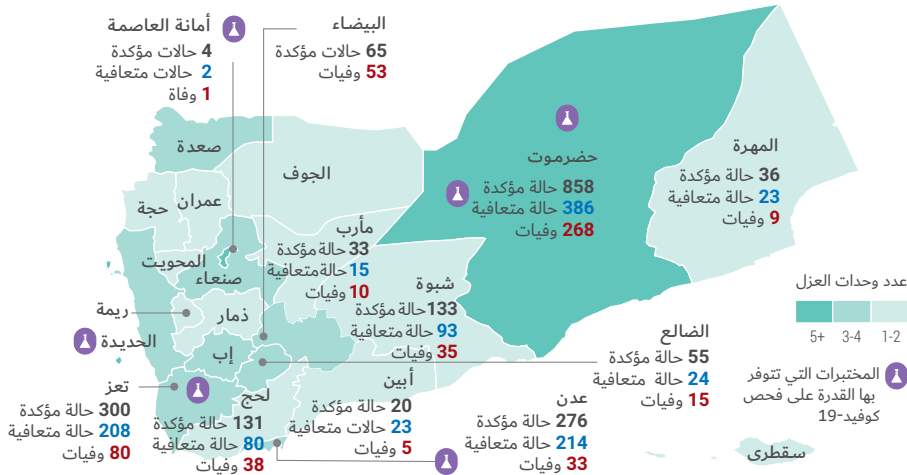 أمانة العاصمة
4 حالات مؤكدة
2 حالات متعافية
1 وفاة
البيضاء
65 حالات مؤكدة
53 وفيات
صعدة
الجوف
حضرموت
858 حالة مؤكدة
386 حالة متعافية
268 وفيات
المهرة
36 حالة مؤكدة
23 حالة متعافية
9 وفيات
عمران
حجة
مأرب
33 حالة مؤكدة
15 حالة متعافية
10 وفيات
المحويت
صنعاء
شبوة
133 حالة مؤكدة
93 حالة متعافية
35 وفيات
ريمة
ذمار
الحديدة
إب
عدد وحدات العزل
5+ 3-4 1-2
المختبرات التي تتوفر
بها القدرة على فحص
كوفيد-19
الضالع
55 حالة مؤكدة
24 حالة متعافية
15 وفيات
تعز
300 حالة مؤكدة
208 حالة متعافية
80 وفيات
لحج
131 حالة مؤكدة
80 حالة متعافية
38 وفيات
أبين
20 حالة مؤكدة
23 حالات متعافية
5 وفيات
عدن
276 حالة مؤكدة
214 حالة متعافية
33 وفيات
سقطرى